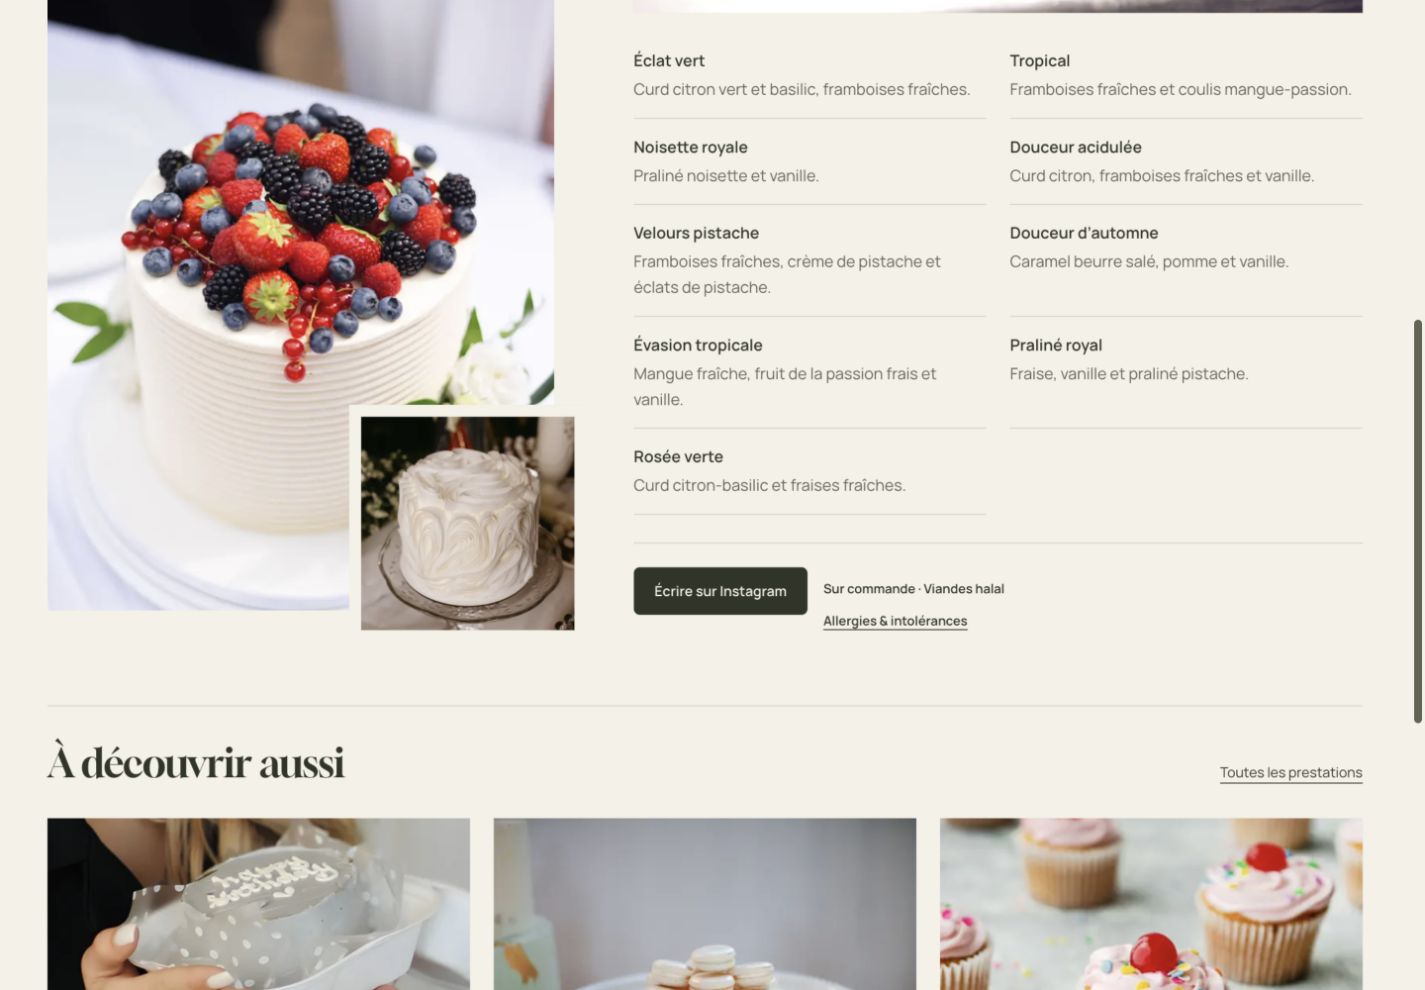 Éclat vert
Curd citron vert et basilic, framboises fraîches.
Tropical
Framboises fraîches et coulis mangue-passion.
Noisette royale
Praliné noisette et vanille.
Douceur acidulée
Curd citron, framboises fraîches et vanille.
Velours pistache
Framboises fraîches, crème de pistache et
éclats de pistache.
Douceur d’automne
Caramel beurre salé, pomme et vanille.
Évasion tropicale
Mangue fraîche, fruit de la passion frais et
vanille.
Praliné royal
Fraise, vanille et praliné pistache.
Rosée verte
Curd citron-basilic et fraises fraîches.
Écrire sur Instagram
Sur commande · Viandes halal
Allergies & intolérances
À découvrir aussi
Toutes les prestations
happy
birthday